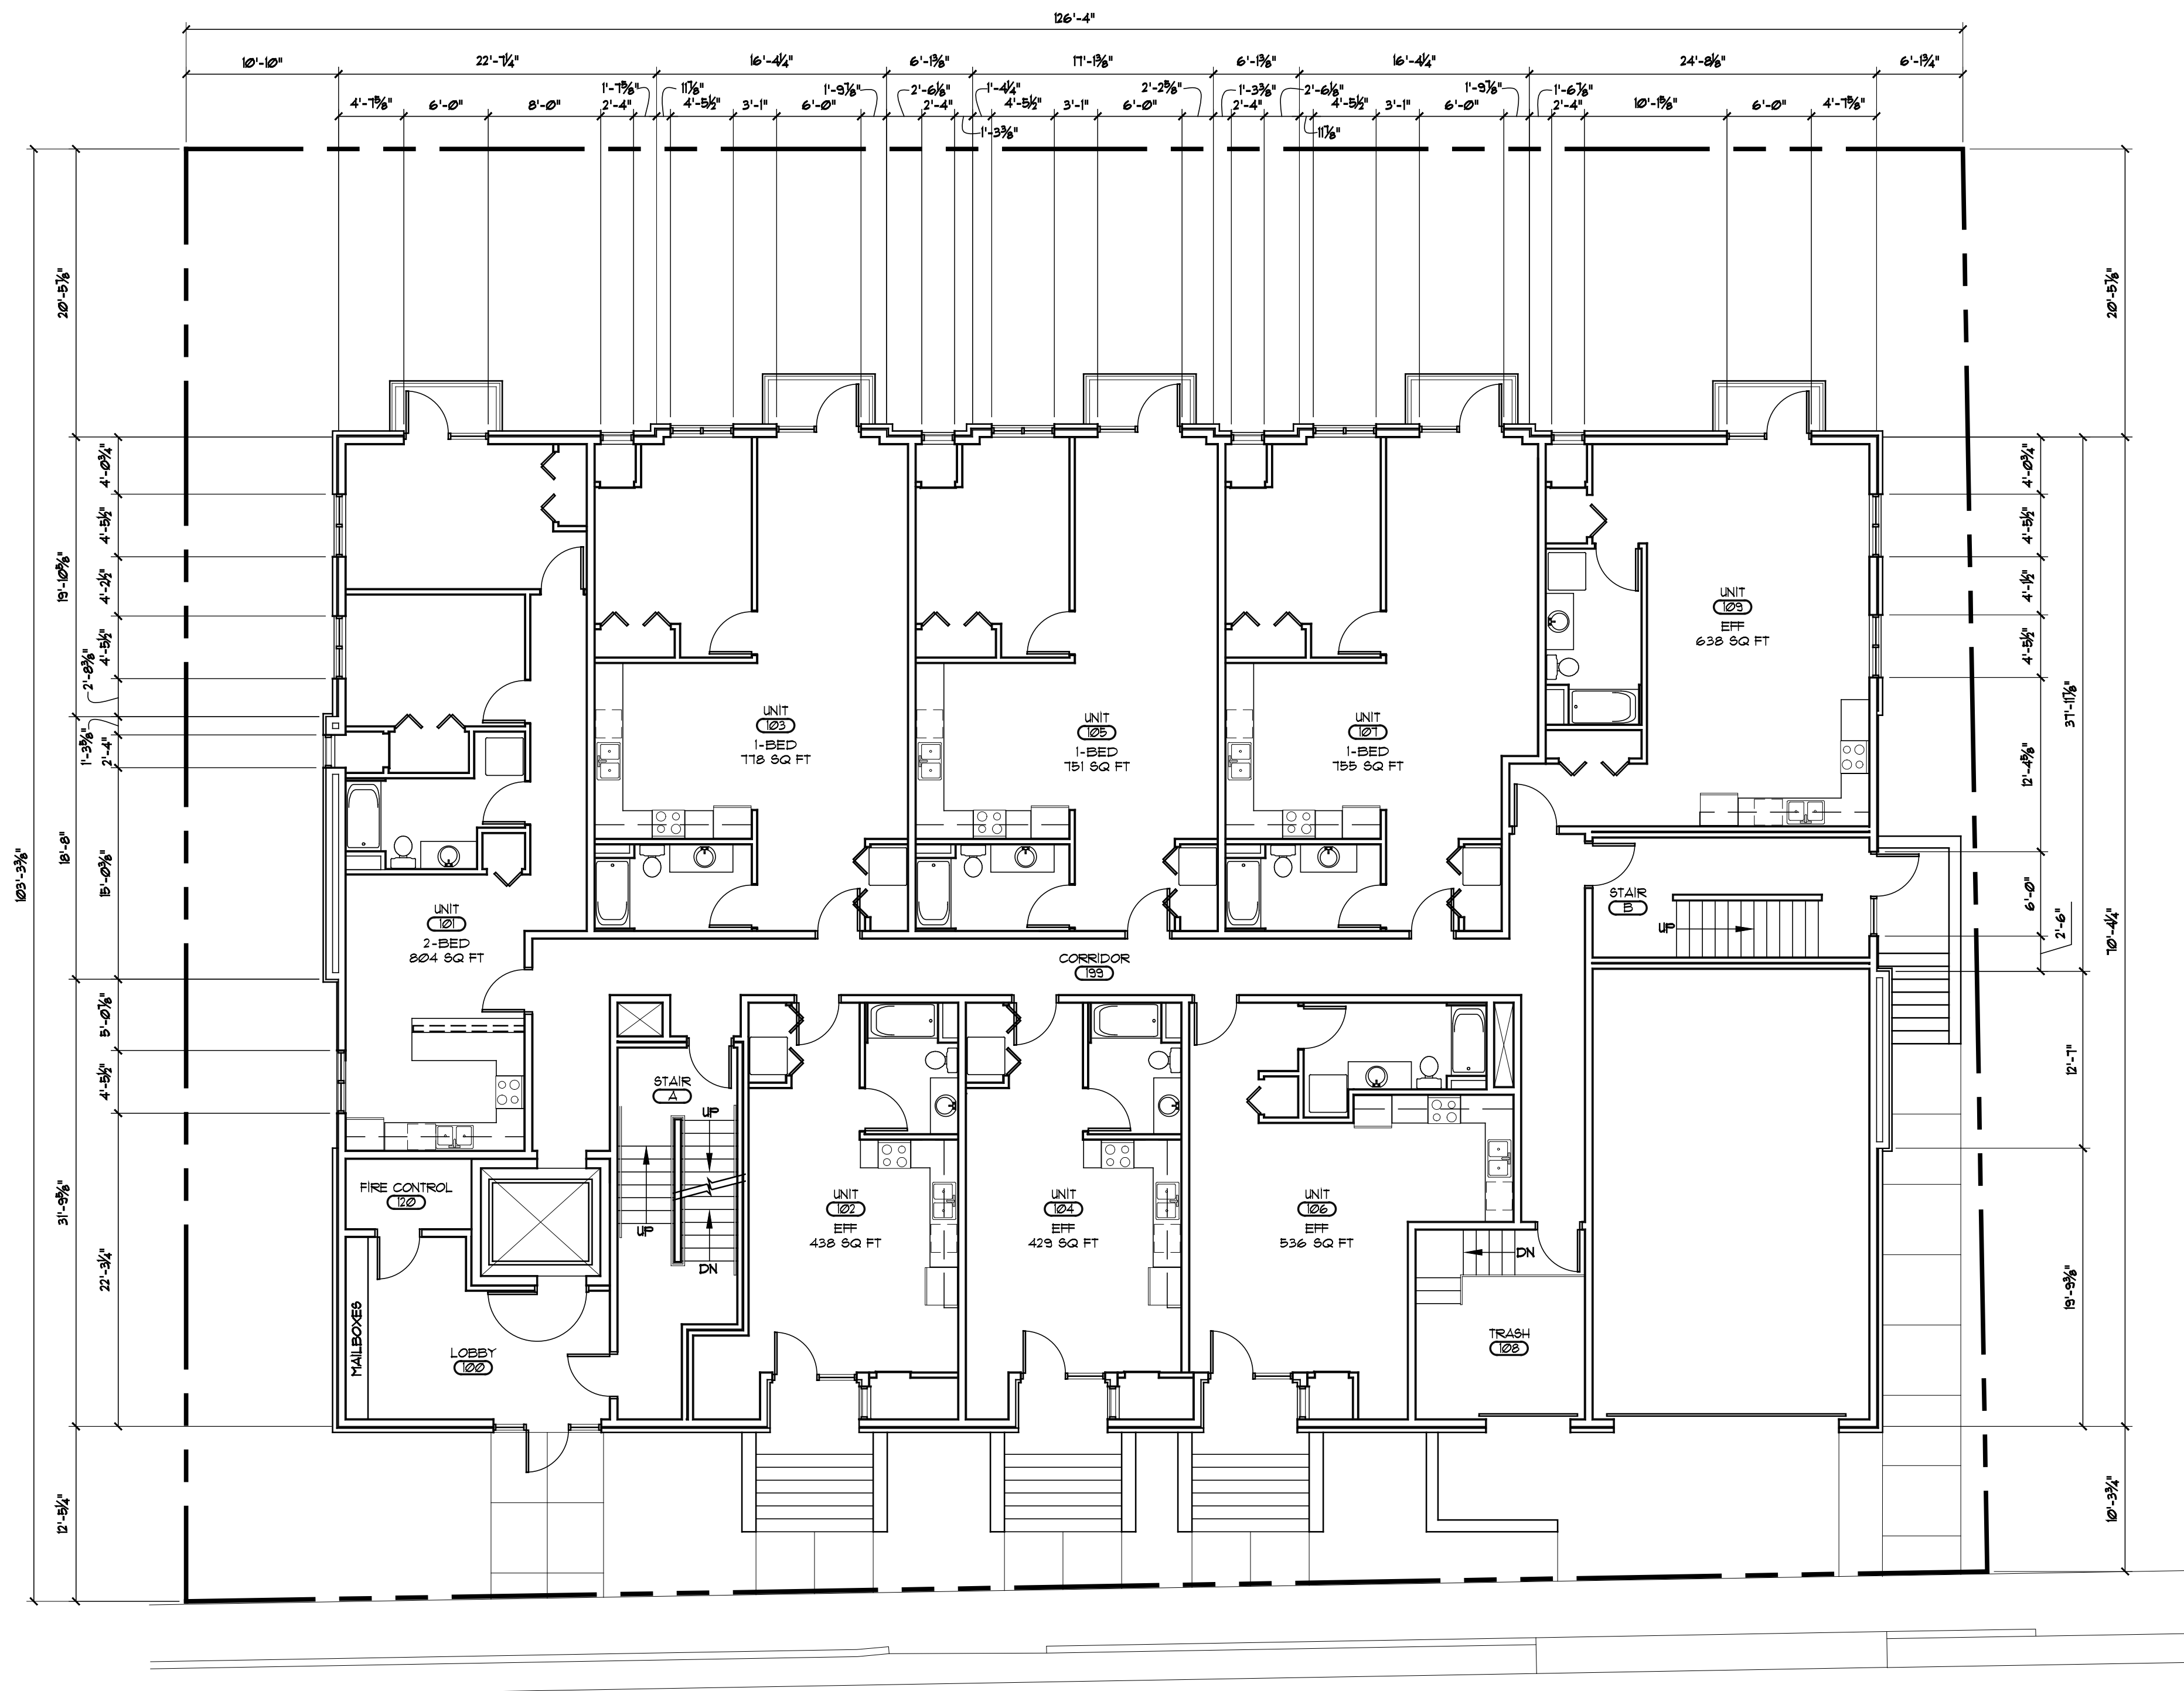 126'-4"
10'-10" 22'-7¼" 16'-4¼" 6'-1⅜" 17'-1⅜" 6'-1⅜" 16'-4¼" 24'-8⅛" 6'-1¾"
1'-7⅝" 11⅞" 1'-9⅞" 2'-6⅛" 1'-4¼" 2'-2⅝" 1'-3⅜" 2'-6⅛" 1'-9⅞" 1'-6⅞"
4'-7⅝" 6'-0" 8'-0" 2'-4" 4'-5½" 3'-1" 6'-0" 2'-4" 4'-5½" 3'-1" 6'-0" 2'-4" 4'-5½" 3'-1" 6'-0" 2'-4" 10'-1⅝" 6'-0" 4'-7⅝"
1'-3⅜" 11⅞"
103'-3⅜"
20'-5⅞"
19'-10⅝"
18'-8"
31'-9⅝"
12'-5¼"
4'-0¾"
4'-5½"
4'-2½"
4'-5½"
2'-8⅜"
1'-3⅝"
2'-4"
15'-0⅜"
5'-0⅞"
4'-5½"
22'-3¼"
UNIT
101
2-BED
804 SQ FT
UNIT
103
1-BED
778 SQ FT
UNIT
105
1-BED
751 SQ FT
UNIT
107
1-BED
755 SQ FT
UNIT
109
EFF
638 SQ FT
STAIR
B
UP
CORRIDOR
199
STAIR
A
UP
UP
DN
FIRE CONTROL
120
MAILBOXES
LOBBY
100
UNIT
102
EFF
438 SQ FT
UNIT
104
EFF
429 SQ FT
UNIT
106
EFF
536 SQ FT
DN
TRASH
108
4'-0¾"
4'-5½"
4'-1½"
4'-5½"
12'-4⅝"
6'-0"
2'-6"
37'-11⅞"
12'-7"
19'-9⅜"
20'-5⅞"
70'-4¼"
10'-3¾"